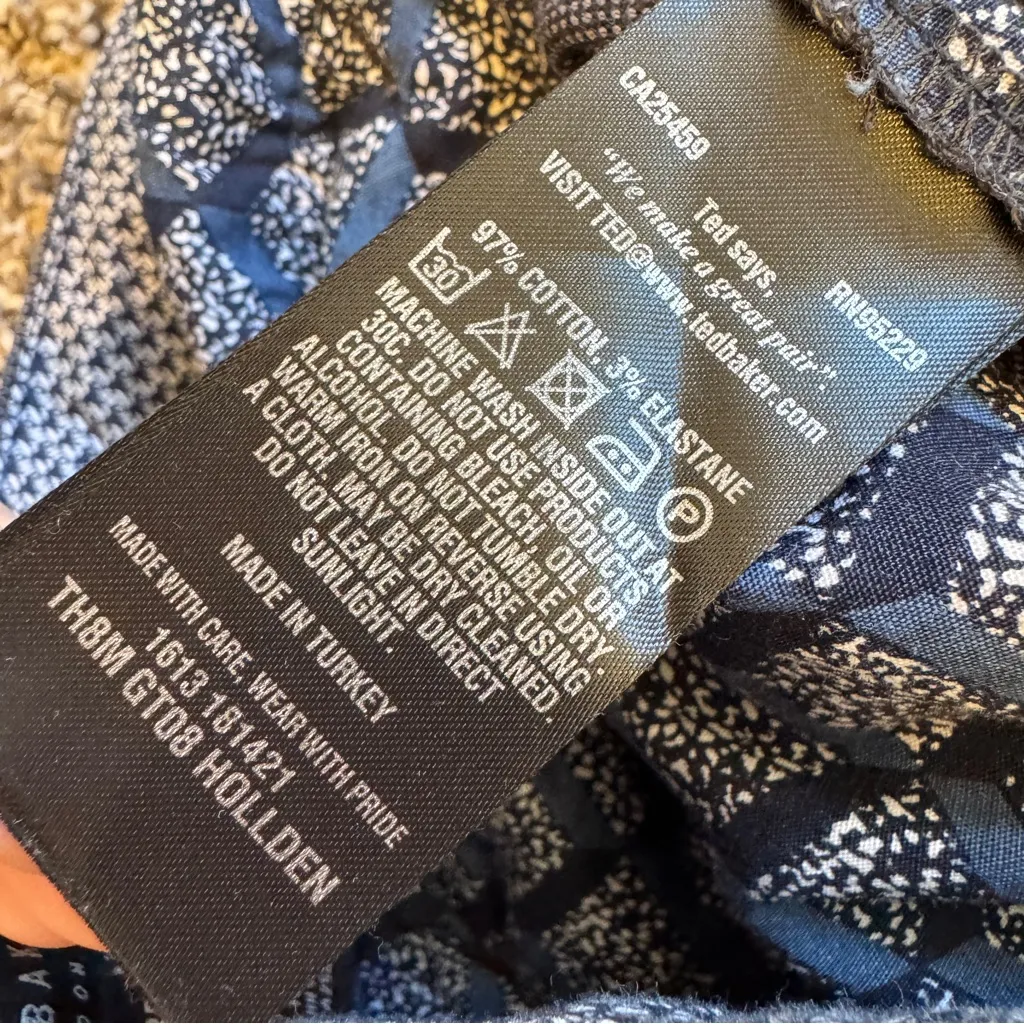 CA25459
RN95229
Ted says,
"We make a great pair".
VISIT TED@www.tedbaker.com
97% COTTON, 3% ELASTANE
30
P
MACHINE WASH INSIDE OUT AT
30C. DO NOT USE PRODUCTS
CONTAINING BLEACH, OIL OR
ALCOHOL. DO NOT TUMBLE DRY
WARM IRON ON REVERSE USING
A CLOTH. MAY BE DRY CLEANED.
DO NOT LEAVE IN DIRECT
SUNLIGHT.
MADE IN TURKEY
MADE WITH CARE. WEAR WITH PRIDE
1613 161421
TH8M GT08 HOLLDEN